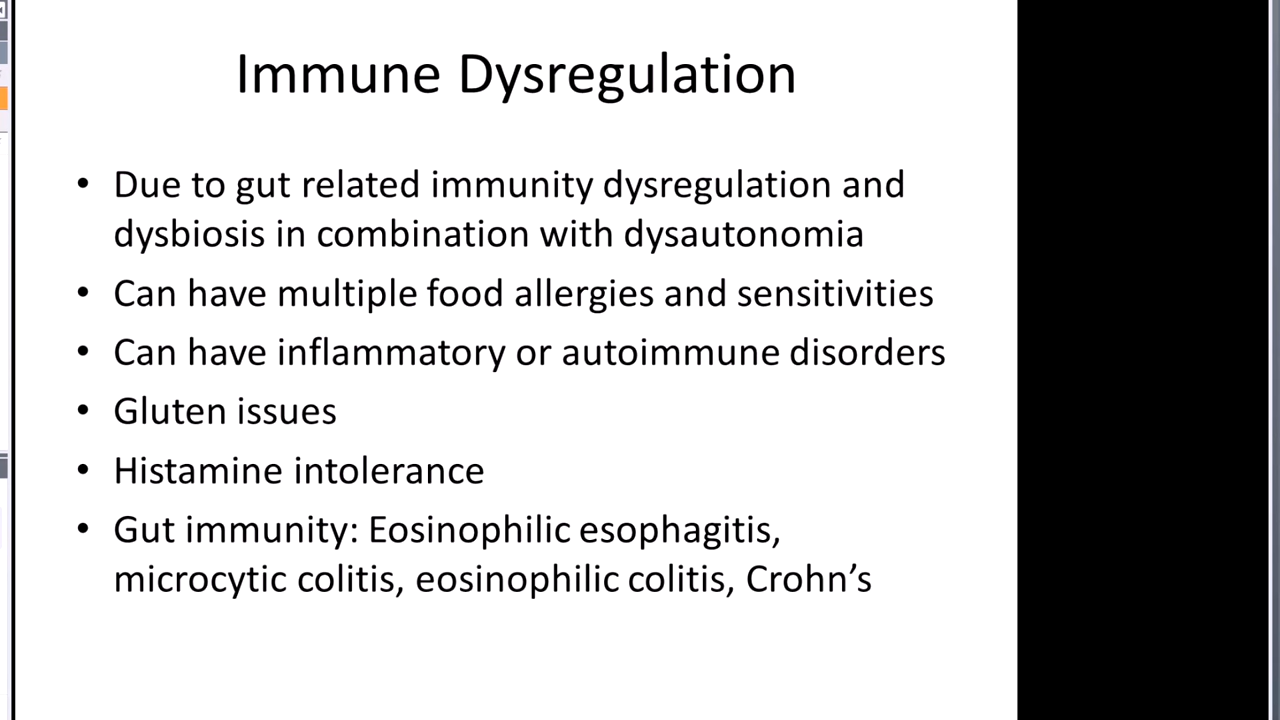 Immune Dysregulation
• Due to gut related immunity dysregulation and
dysbiosis in combination with dysautonomia
• Can have multiple food allergies and sensitivities
• Can have inflammatory or autoimmune disorders
• Gluten issues
• Histamine intolerance
• Gut immunity: Eosinophilic esophagitis,
microcytic colitis, eosinophilic colitis, Crohn’s